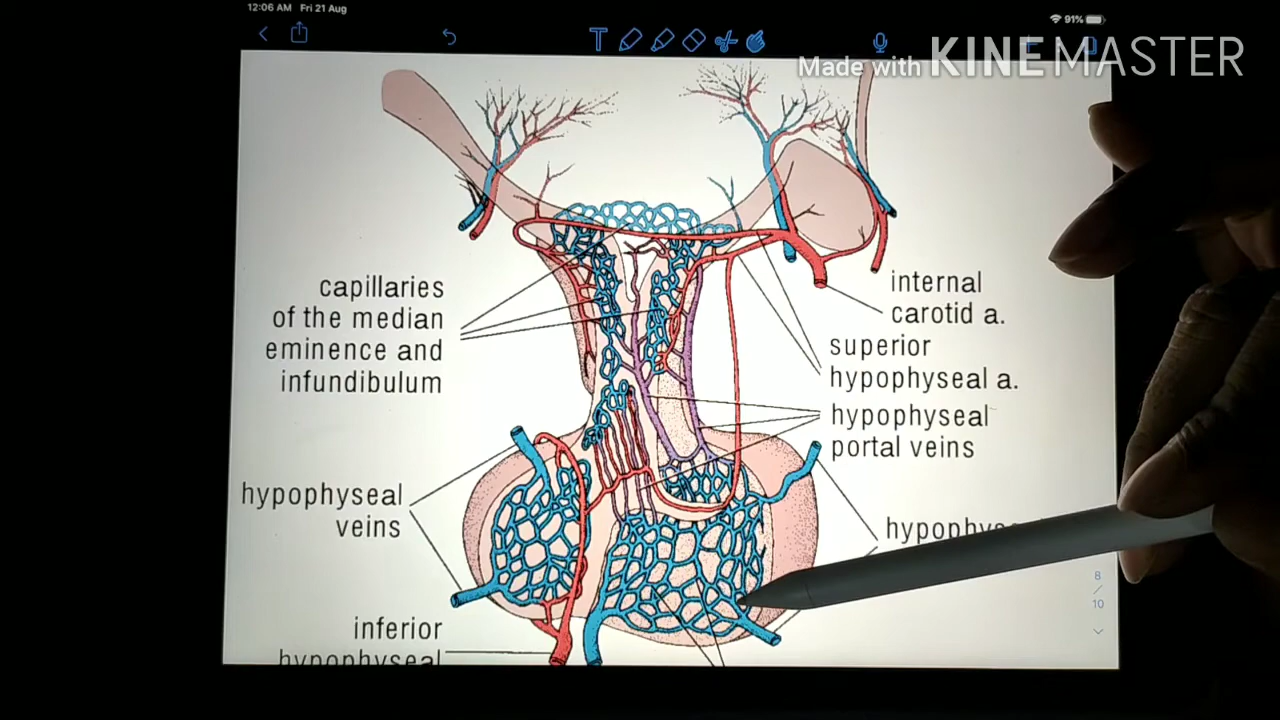 12:06 AM Fri 21 Aug
91%
T
Made with KINEMASTER
capillaries
of the median
eminence and
infundibulum
internal
carotid a.
superior
hypophyseal a.
hypophyseal
portal veins
hypophyseal
veins
inferior
hypophyseal
8
/
10